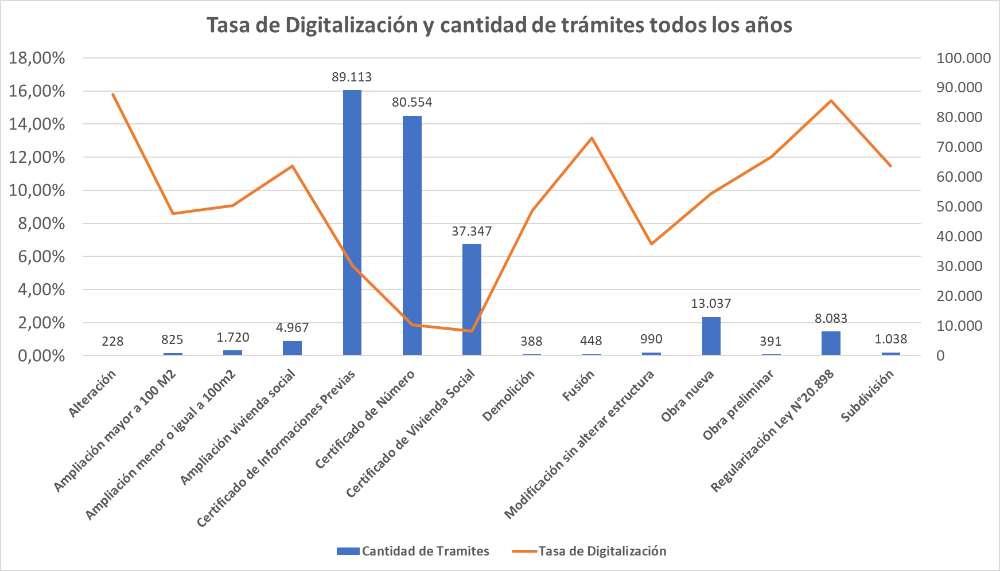 Tasa de Digitalización y cantidad de trámites todos los años
18,00%
16,00%
14,00%
12,00%
10,00%
8,00%
6,00%
4,00%
2,00%
0,00%
100.000
90.000
80.000
70.000
60.000
50.000
40.000
30.000
20.000
10.000
0
228
825
1.720
4.967
89.113
80.554
37.347
388
448
990
13.037
391
8.083
1.038
Alteración
Ampliación mayor a 100 M2
Ampliación menor o igual a 100m2
Ampliación vivienda social
Certificado de Informaciones Previas
Certificado de Número
Certificado de Vivienda Social
Demolición
Fusión
Modificación sin alterar estructura
Obra nueva
Obra preliminar
Regularización Ley N°20.898
Subdivisión
Cantidad de Tramites
Tasa de Digitalización